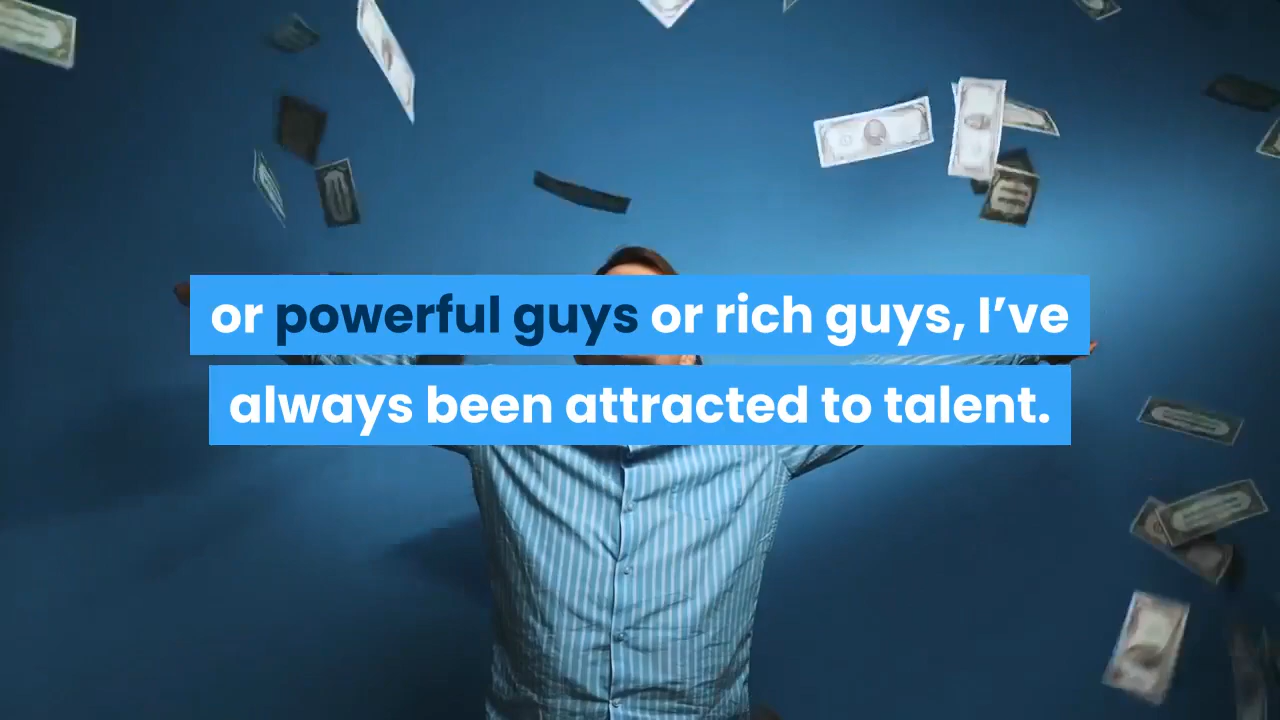 or powerful guys or rich guys, I’ve
always been attracted to talent.